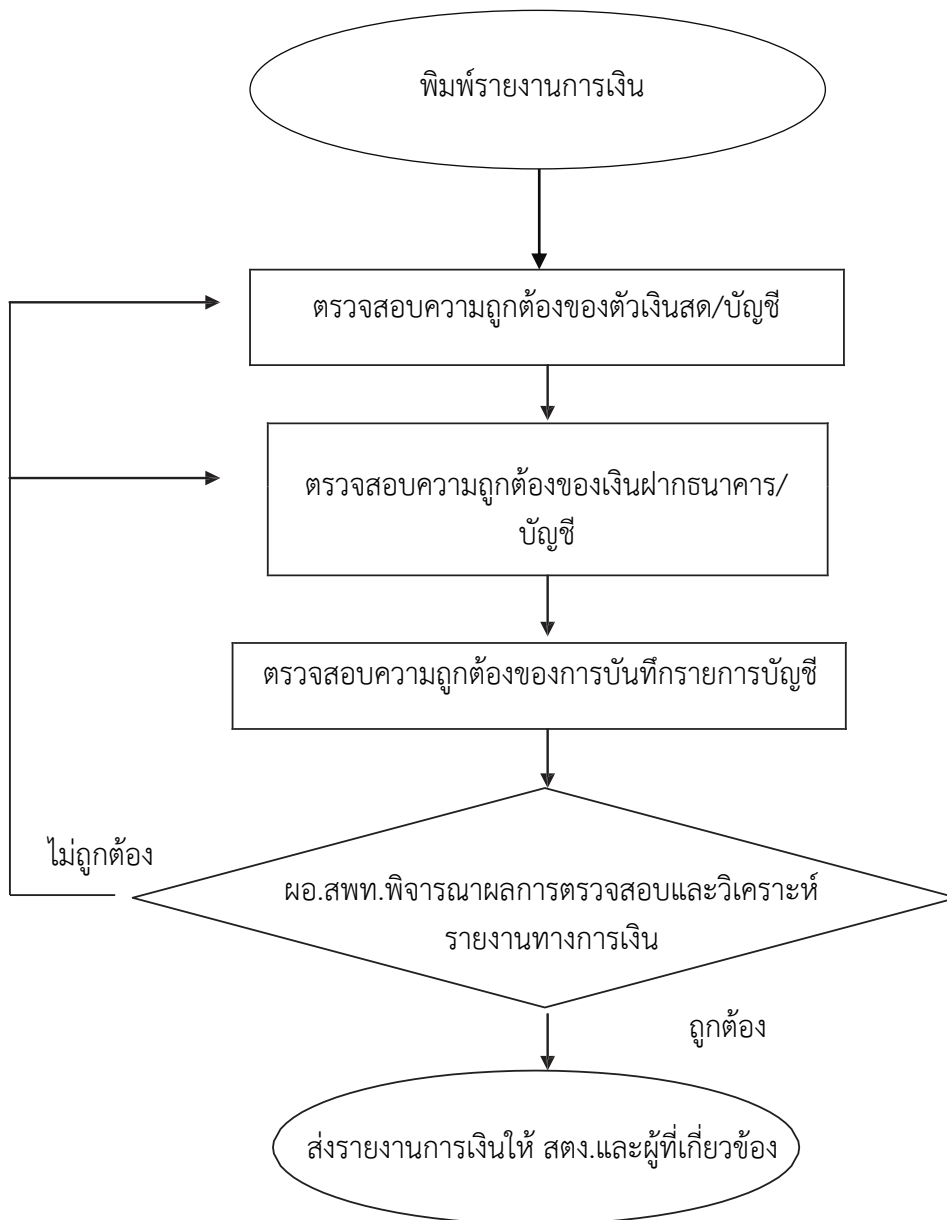 พิมพ์รายงานการเงิน
ตรวจสอบความถูกต้องของตัวเงินสด/บัญชี
ตรวจสอบความถูกต้องของเงินฝากธนาคาร/
บัญชี
ตรวจสอบความถูกต้องของการบันทึกรายการบัญชี
ไม่ถูกต้อง
ผอ.สพท.พิจารณาผลการตรวจสอบและวิเคราะห์
รายงานทางการเงิน
ถูกต้อง
ส่งรายงานการเงินให้ สตง.และผู้ที่เกี่ยวข้อง